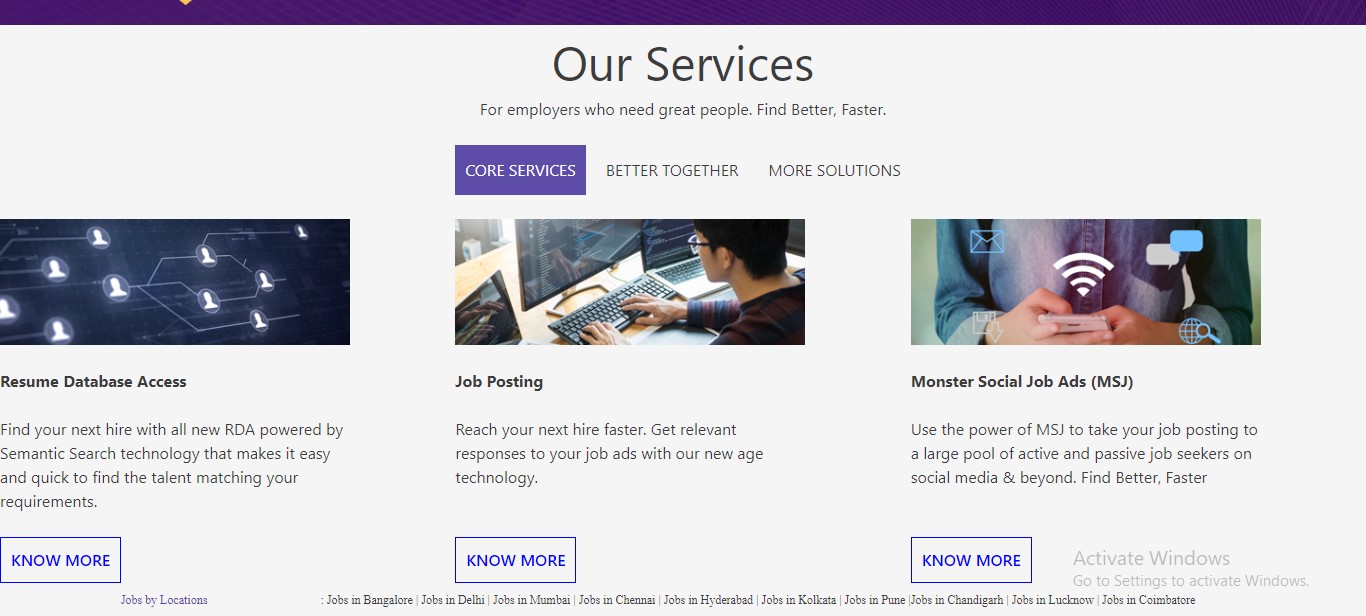 Our Services
For employers who need great people. Find Better, Faster.
CORE SERVICES BETTER TOGETHER MORE SOLUTIONS
Resume Database Access
Find your next hire with all new RDA powered by
Semantic Search technology that makes it easy
and quick to find the talent matching your
requirements.
KNOW MORE
Job Posting
Reach your next hire faster. Get relevant
responses to your job ads with our new age
technology.
KNOW MORE
Monster Social Job Ads (MSJ)
Use the power of MSJ to take your job posting to
a large pool of active and passive job seekers on
social media & beyond. Find Better, Faster
KNOW MORE
Activate Windows
Go to Settings to activate Windows.
Jobs by Locations : Jobs in Bangalore | Jobs in Delhi | Jobs in Mumbai | Jobs in Chennai | Jobs in Hyderabad | Jobs in Kolkata | Jobs in Pune |Jobs in Chandigarh | Jobs in Lucknow | Jobs in Coimbatore